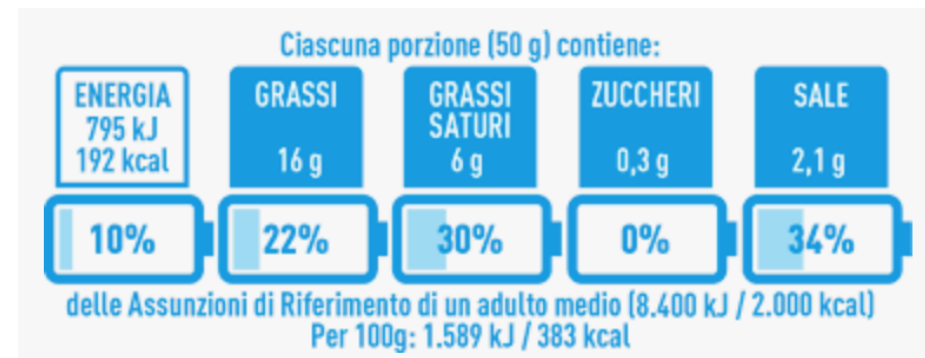 Ciascuna porzione (50 g) contiene:
ENERGIA
795 kJ
192 kcal
GRASSI
16 g
GRASSI
SATURI
6 g
ZUCCHERI
0,3 g
SALE
2,1 g
10%
22%
30%
0%
34%
delle Assunzioni di Riferimento di un adulto medio (8.400 kJ / 2.000 kcal)
Per 100g: 1.589 kJ / 383 kcal